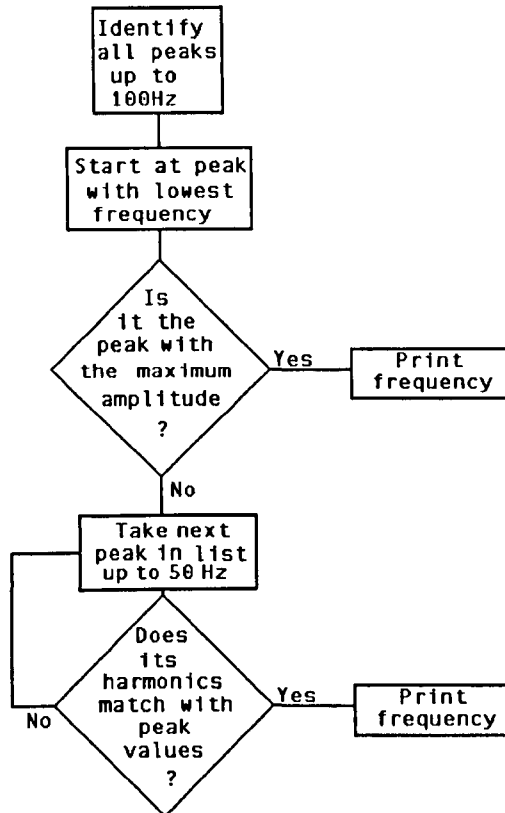 Identify
all peaks
up to
100Hz
Start at peak
with lowest
frequency
Is
it the
peak with
the maximum
amplitude
?
Yes
Print
frequency
No
Take next
peak in list
up to 50 Hz
Does
its
harmonics
match with
peak
values
?
Yes
Print
frequency
No